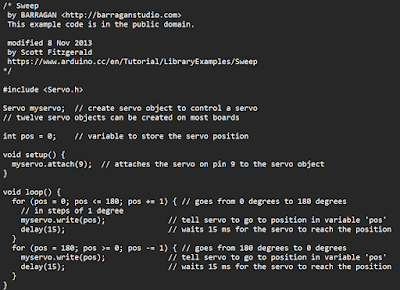 /* Sweep
by BARRAGAN <http://barraganstudio.com>
This example code is in the public domain.
modified 8 Nov 2013
by Scott Fitzgerald
https://www.arduino.cc/en/Tutorial/LibraryExamples/Sweep
*/
#include <Servo.h>
Servo myservo;  // create servo object to control a servo
// twelve servo objects can be created on most boards
int pos = 0;    // variable to store the servo position
void setup() {
  myservo.attach(9);  // attaches the servo on pin 9 to the servo object
}
void loop() {
  for (pos = 0; pos <= 180; pos += 1) { // goes from 0 degrees to 180 degrees
    // in steps of 1 degree
    myservo.write(pos);              // tell servo to go to position in variable 'pos'
    delay(15);                       // waits 15 ms for the servo to reach the position
  }
  for (pos = 180; pos >= 0; pos -= 1) { // goes from 180 degrees to 0 degrees
    myservo.write(pos);              // tell servo to go to position in variable 'pos'
    delay(15);                       // waits 15 ms for the servo to reach the position
  }
}